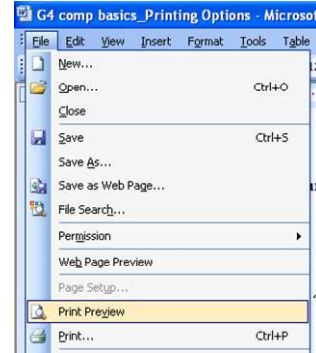 G4 comp basics_Printing Options - Microsof
File Edit View Insert Format Tools Table
New...
Open... Ctrl+O
Close
Save Ctrl+S
Save As...
Save as Web Page...
File Search...
Permission
Web Page Preview
Page Setup...
Print Preview
Print... Ctrl+P